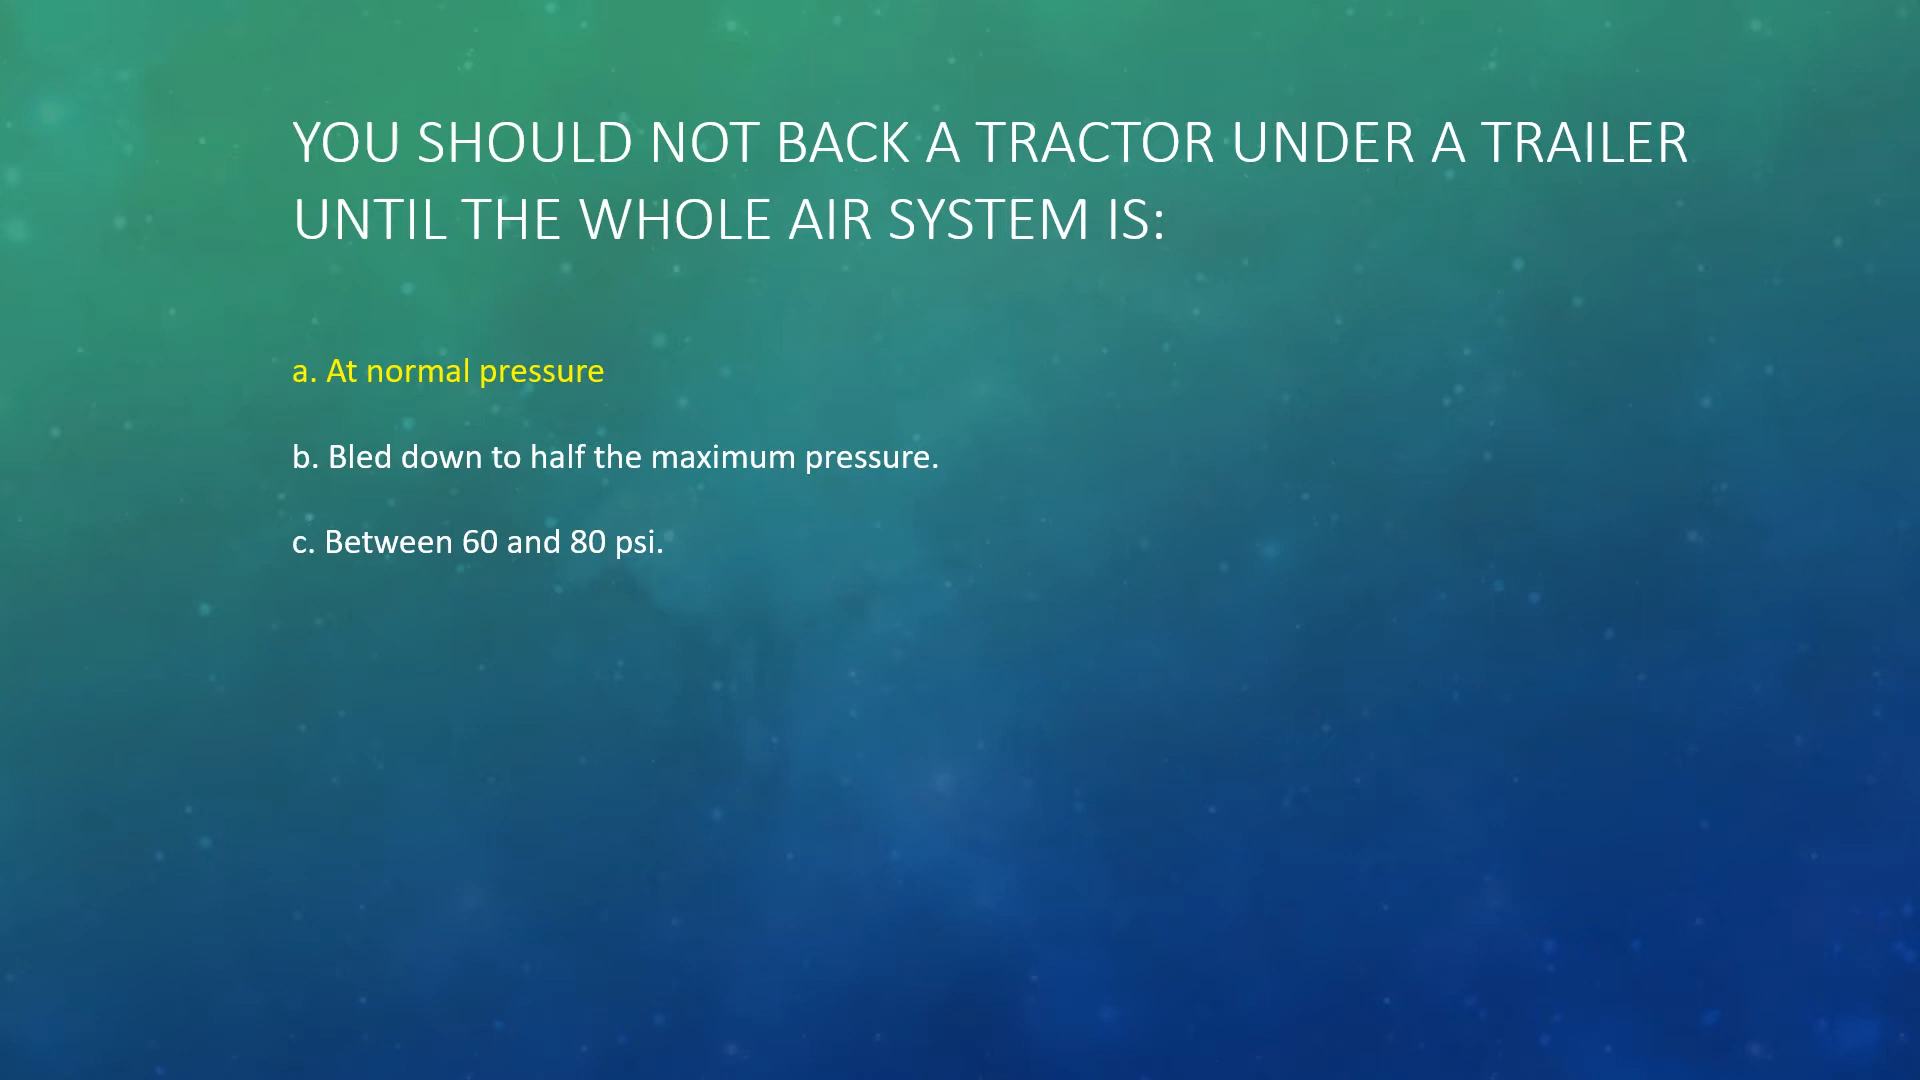 YOU SHOULD NOT BACK A TRACTOR UNDER A TRAILER
UNTIL THE WHOLE AIR SYSTEM IS:
a. At normal pressure
b. Bled down to half the maximum pressure.
c. Between 60 and 80 psi.